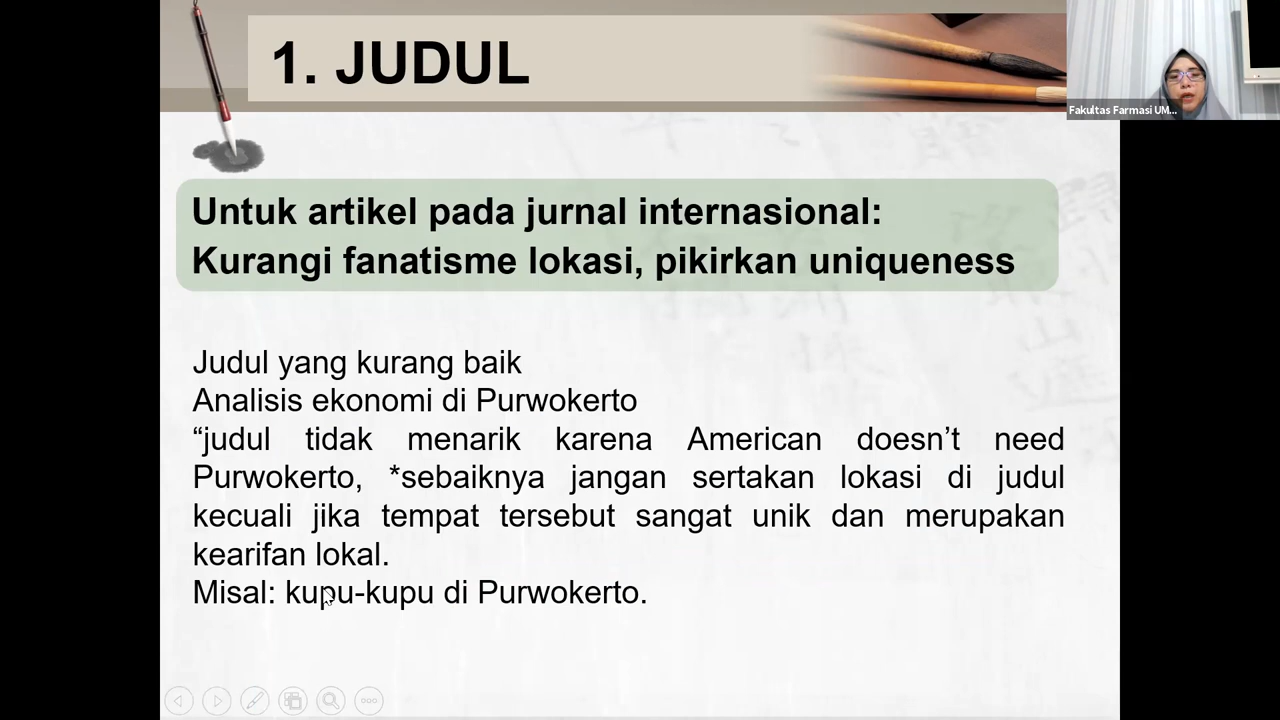 1. JUDUL
Fakultas Farmasi UM...
Untuk artikel pada jurnal internasional:
Kurangi fanatisme lokasi, pikirkan uniqueness
Judul yang kurang baik
Analisis ekonomi di Purwokerto
“judul tidak menarik karena American doesn’t need
Purwokerto, *sebaiknya jangan sertakan lokasi di judul
kecuali jika tempat tersebut sangat unik dan merupakan
kearifan lokal.
Misal: kupu-kupu di Purwokerto.